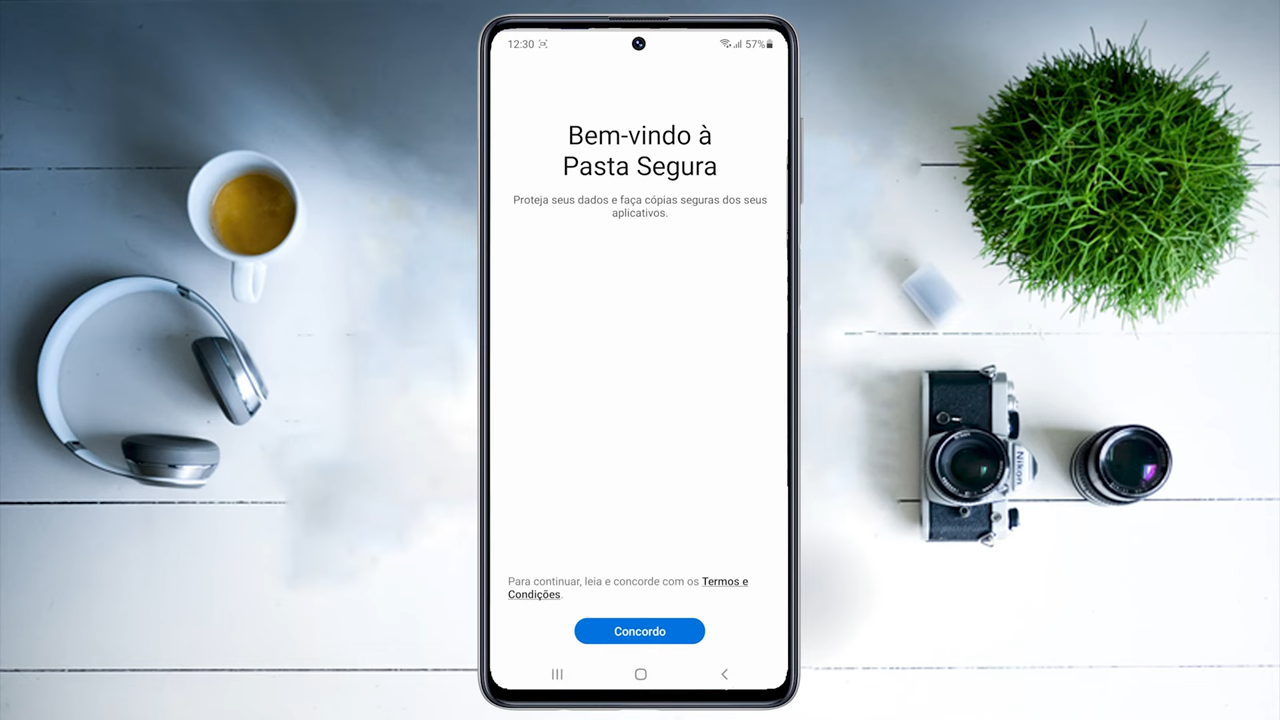 12:30
57%
Bem-vindo à
Pasta Segura
Proteja seus dados e faça cópias seguras dos seus
aplicativos.
Nikon
Para continuar, leia e concorde com os Termos e
Condições.
Concordo